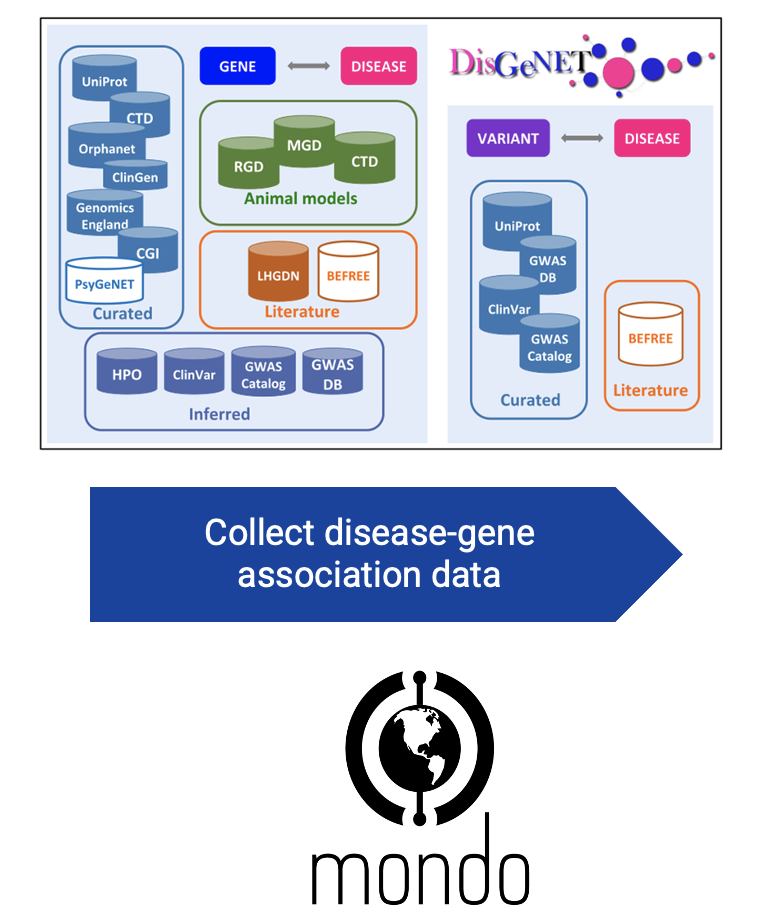 GENE
DISEASE
UniProt
CTD
Orphanet
ClinGen
Genomics
England
CGI
PsyGeNET
Curated
RGD
MGD
CTD
Animal models
LHGDN
BEFREE
Literature
HPO
ClinVar
GWAS
Catalog
GWAS
DB
Inferred
DisGeNET
VARIANT
DISEASE
UniProt
GWAS
DB
ClinVar
GWAS
Catalog
Curated
BEFREE
Literature
Collect disease-gene
association data
mondo